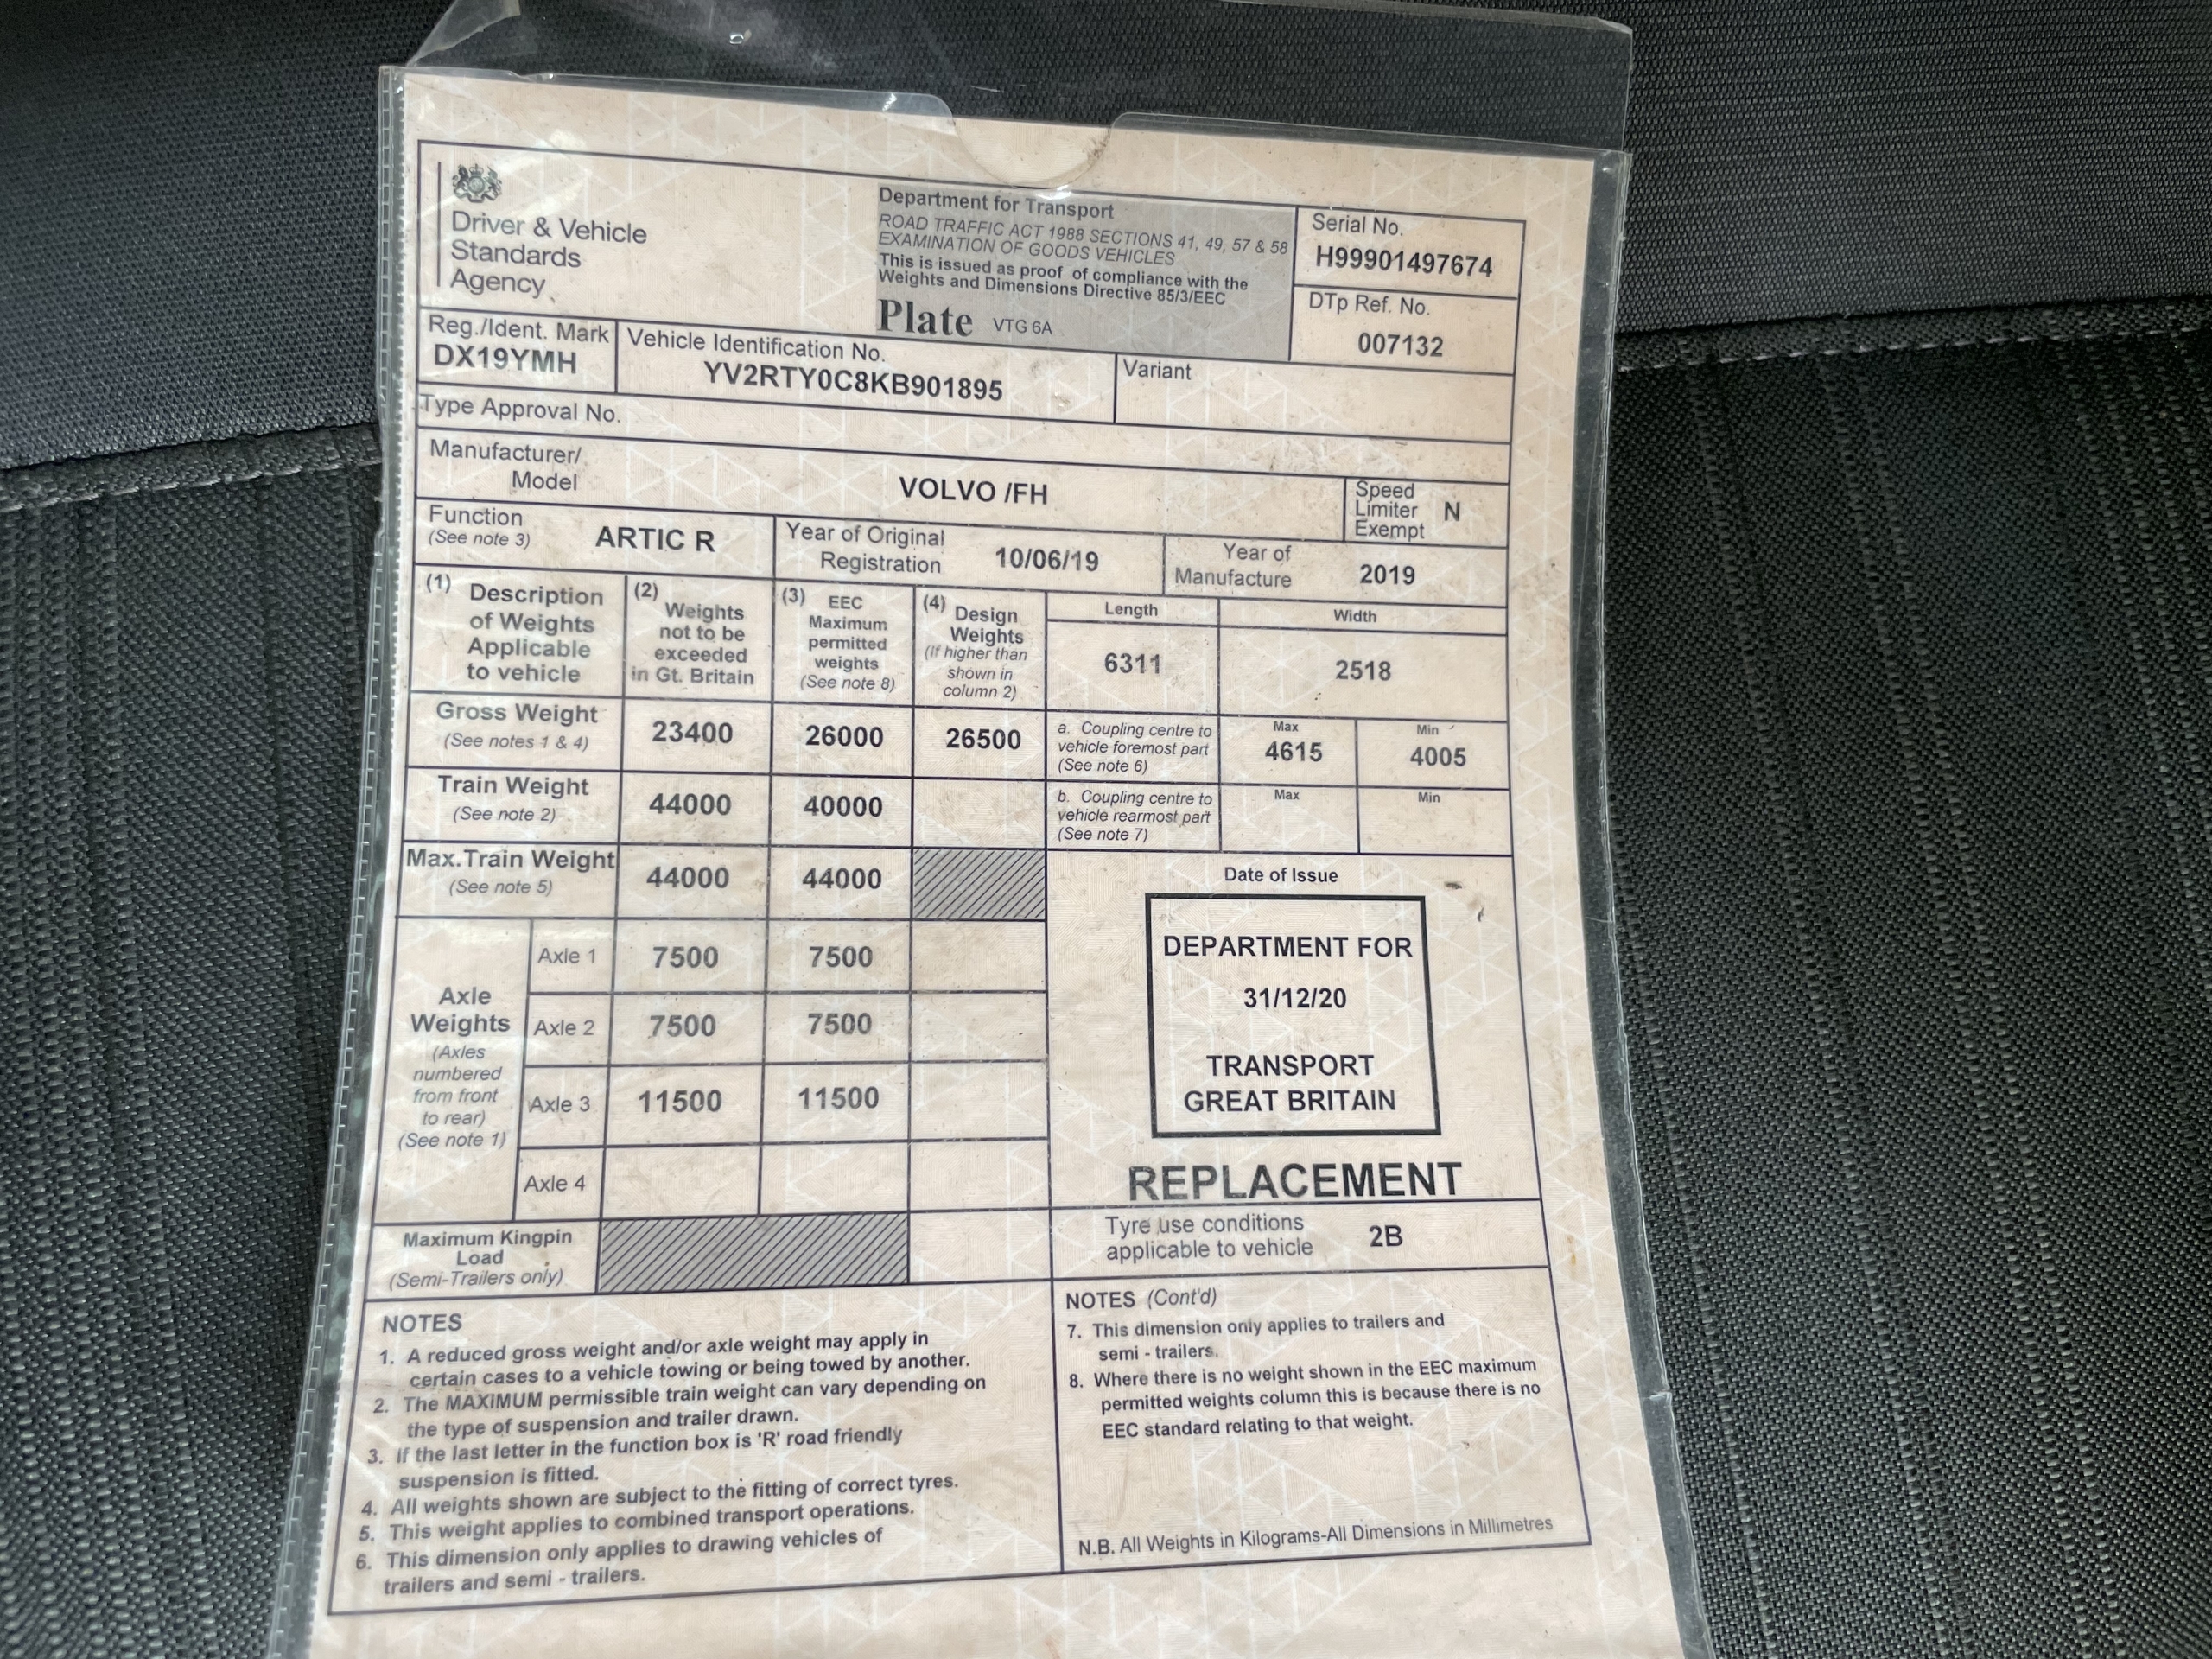 Driver & Vehicle
Standards
Agency
Department for Transport
ROAD TRAFFIC ACT 1988 SECTIONS 41, 49, 57 & 58
EXAMINATION OF GOODS VEHICLES
This is issued as proof of compliance with the
Weights and Dimensions Directive 85/3/EEC
Plate VTG 6A
Serial No.
H99901497674
DTp Ref. No.
007132
Reg./Ident. Mark
DX19YMH
Vehicle Identification No.
YV2RTY0C8KB901895
Variant
Type Approval No.
Manufacturer/
Model
VOLVO /FH
Speed
Limiter
Exempt
N
Function
(See note 3)
ARTIC R
Year of Original
Registration
10/06/19
Year of
Manufacture
2019
(1) Description
of Weights
Applicable
to vehicle
(2) Weights
not to be
exceeded
in Gt. Britain
(3) EEC
Maximum
permitted
weights
(See note 8)
(4) Design
Weights
(If higher than
shown in
column 2)
Length
6311
Width
2518
Gross Weight
(See notes 1 & 4)
23400
26000
26500
a. Coupling centre to
vehicle foremost part
(See note 6)
Max
4615
Min
4005
Train Weight
(See note 2)
44000
40000
b. Coupling centre to
vehicle rearmost part
(See note 7)
Max
Min
Max.Train Weight
(See note 5)
44000
44000
Axle
Weights
(Axles
numbered
from front
to rear)
(See note 1)
Axle 1
7500
7500
Axle 2
7500
7500
Axle 3
11500
11500
Axle 4
Maximum Kingpin
Load
(Semi-Trailers only)
Date of Issue
DEPARTMENT FOR
31/12/20
TRANSPORT
GREAT BRITAIN
REPLACEMENT
Tyre use conditions
applicable to vehicle
2B
NOTES
1. A reduced gross weight and/or axle weight may apply in
certain cases to a vehicle towing or being towed by another.
2. The MAXIMUM permissible train weight can vary depending on
the type of suspension and trailer drawn.
3. If the last letter in the function box is 'R' road friendly
suspension is fitted.
4. All weights shown are subject to the fitting of correct tyres.
5. This weight applies to combined transport operations.
6. This dimension only applies to drawing vehicles of
trailers and semi - trailers.
NOTES (Cont'd)
7. This dimension only applies to trailers and
semi - trailers.
8. Where there is no weight shown in the EEC maximum
permitted weights column this is because there is no
EEC standard relating to that weight.
N.B. All Weights in Kilograms-All Dimensions in Millimetres